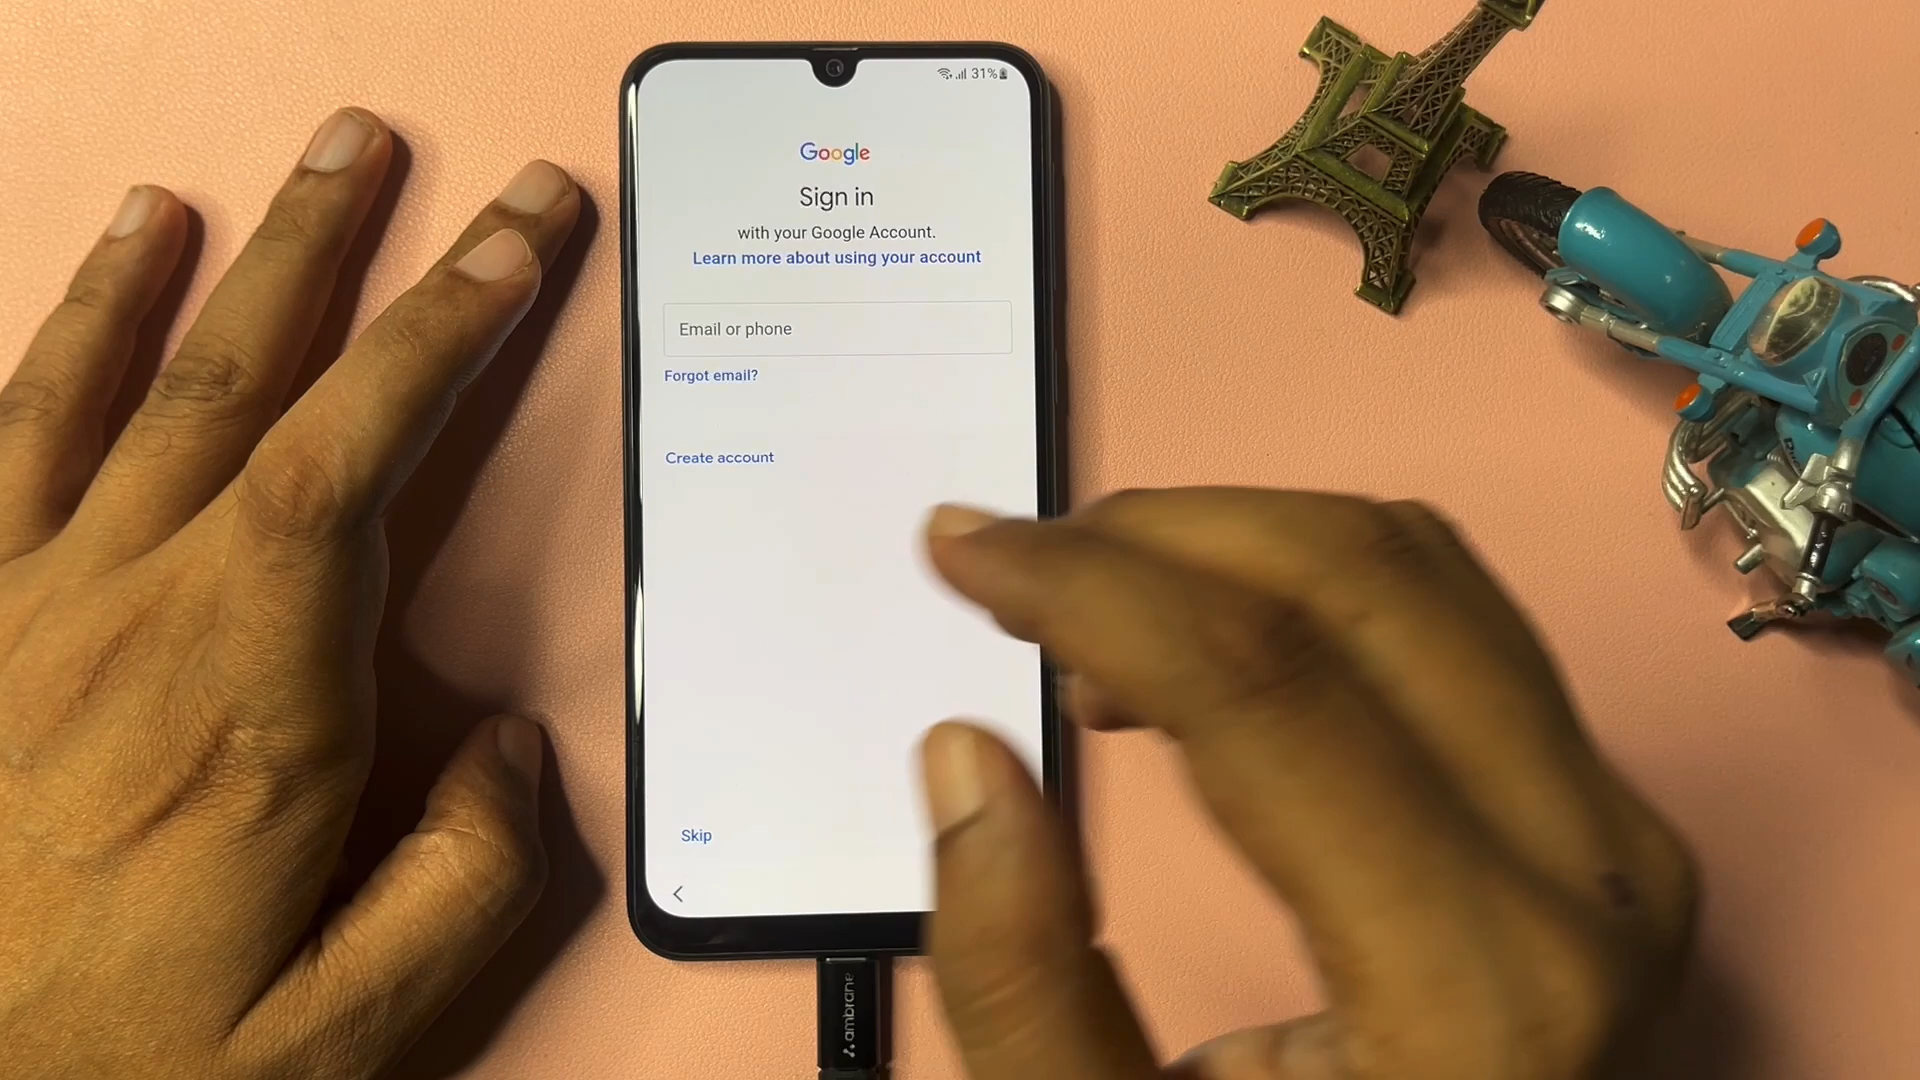 31%
Google
Sign in
with your Google Account.
Learn more about using your account
Email or phone
Forgot email?
Create account
Skip
ambrane